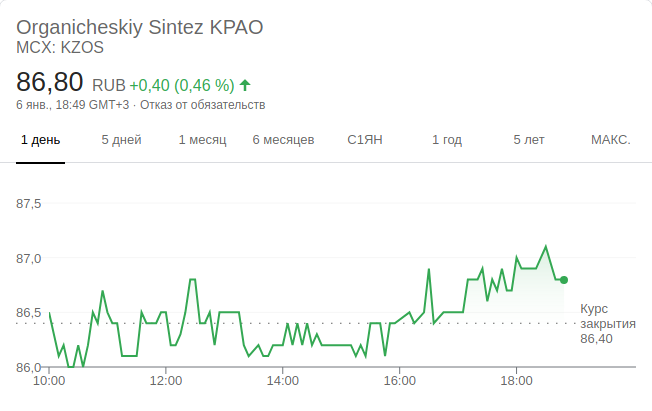 Organicheskiy Sintez KPAO
MCX: KZOS
86,80 RUB +0,40 (0,46 %)
6 янв., 18:49 GMT+3 · Отказ от обязательств
1 день 5 дней 1 месяц 6 месяцев С1ЯН 1 год 5 лет МАКС.
87,5
87,0
86,5
Курс
закрытия
86,40
86,0
10:00 12:00 14:00 16:00 18:00